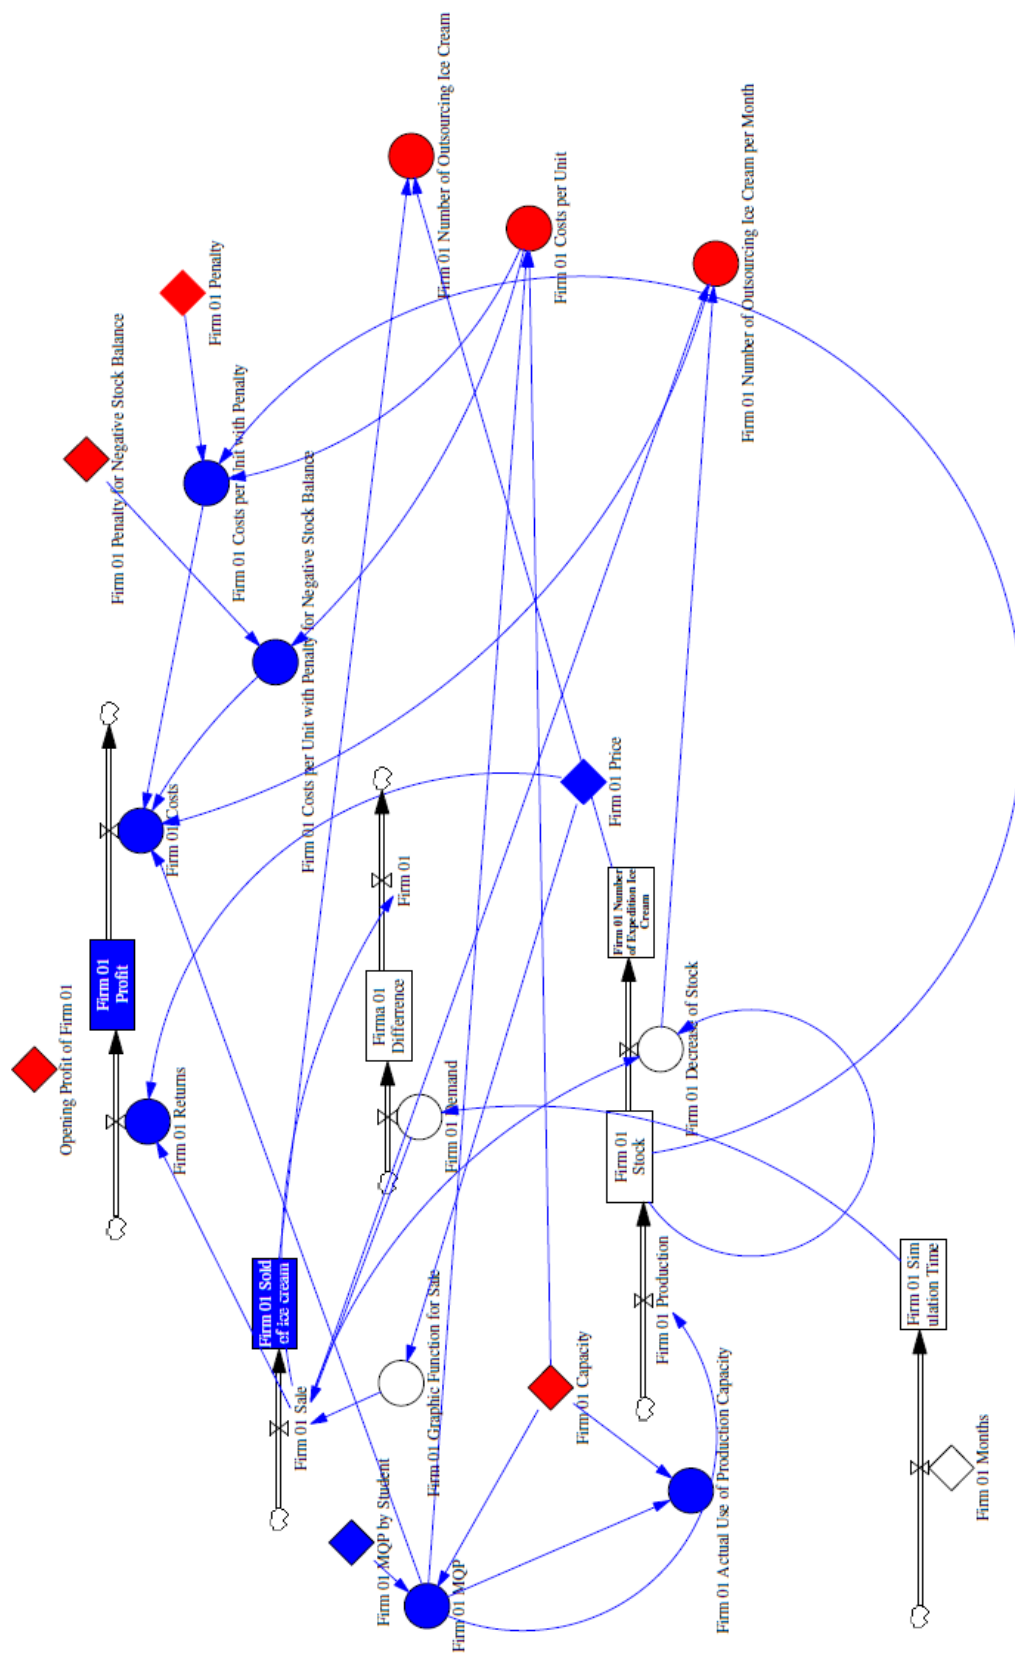 Opening Profit of Firm 01
Firm 01
Profit
Firm 01 Penalty for Negative Stock Balance
Firm 01 Returns
Firm 01 Costs
Firm 01 Penalty
Firm 01 Costs per Unit with Penalty
Firm 01 Sold
of ice cream
Firm 01 Sale
Firm 01 Costs per Unit with Penalty for Negative Stock Balance
Firm 01 MQP by Student
Firma 01
Differrence
Firm 01
Firm 01 Graphic Function for Sale
Firm 01 Demand
Firm 01 Number of Outsourcing Ice Cream
Firm 01 MQP
Firm 01 Costs per Unit
Firm 01 Capacity
Firm 01 Price
Firm 01
Stock
Firm 01 Number
of Expedition Ice
Cream
Firm 01 Production
Firm 01 Decrease of Stock
Firm 01 Actual Use of Production Capacity
Firm 01 Number of Outsourcing Ice Cream per Month
Firm 01 Sim
ulation Time
Firm 01 Months